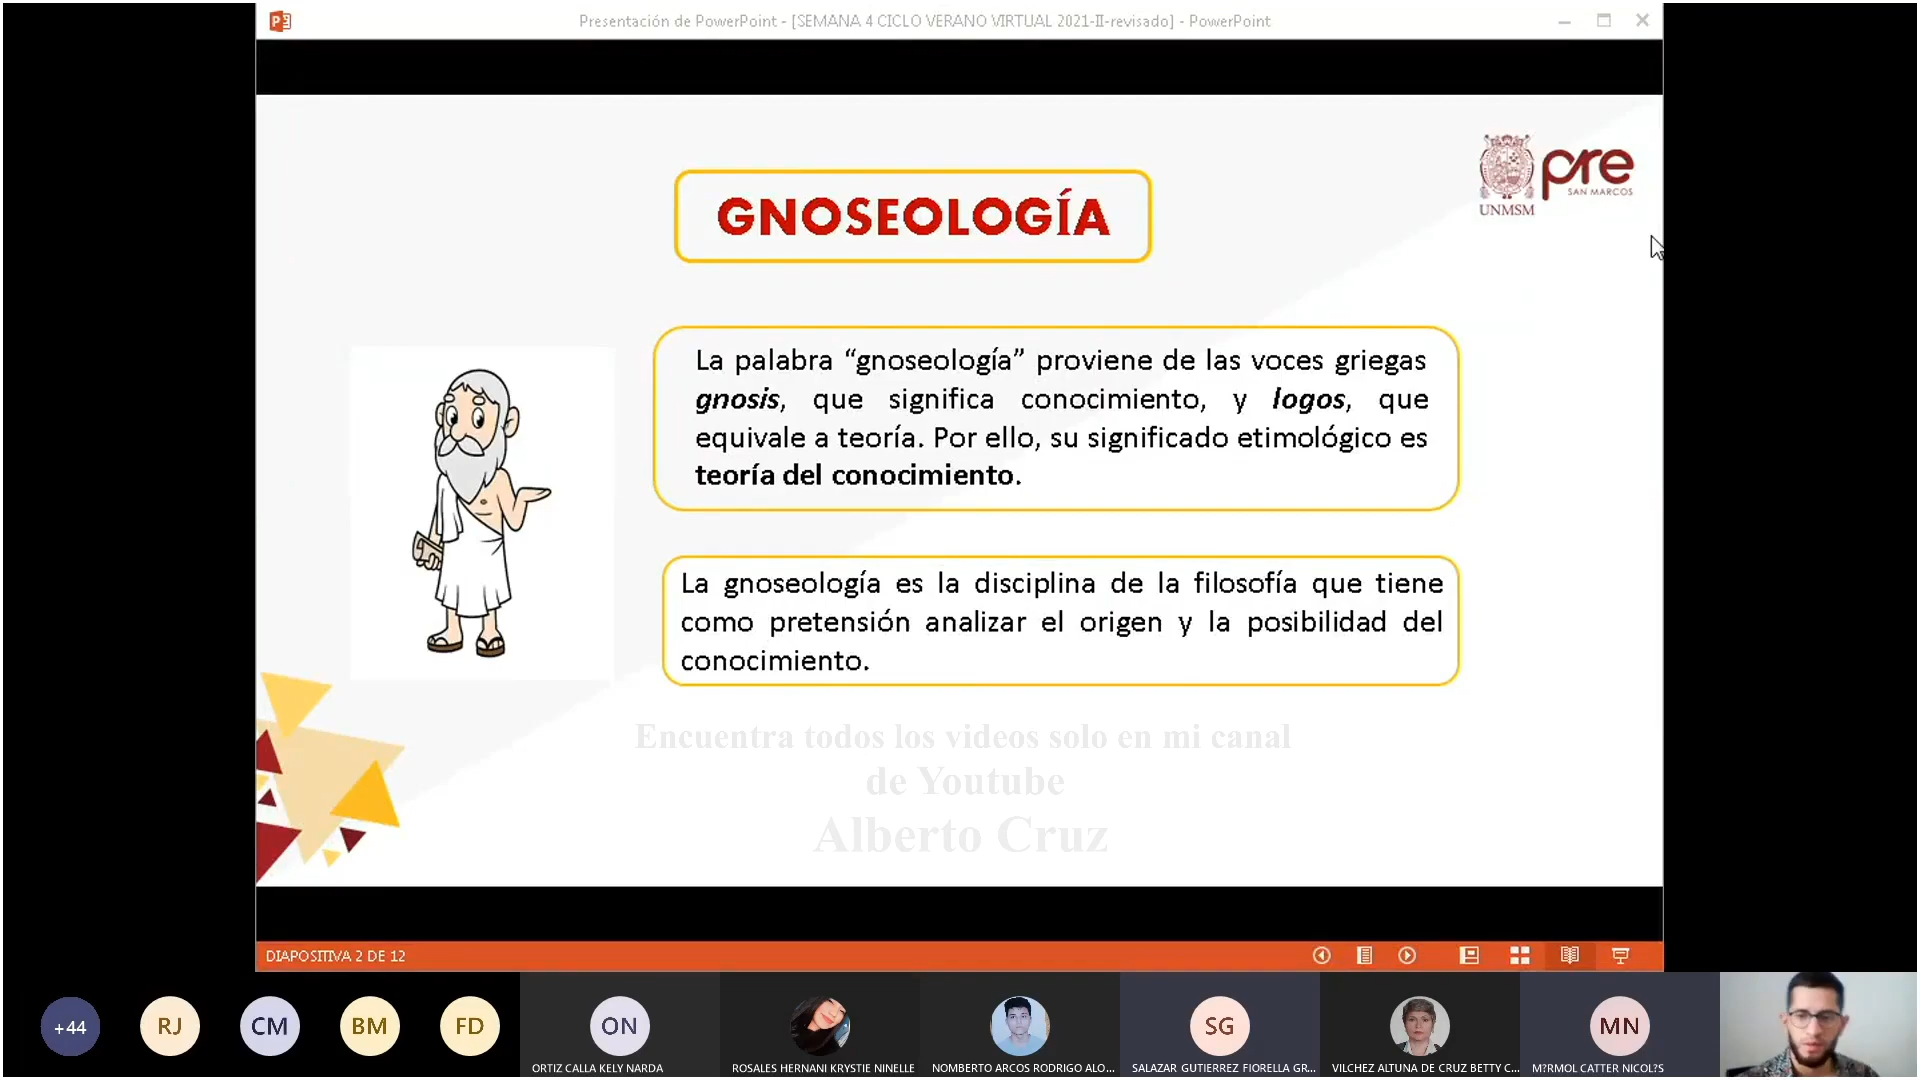 Presentación de PowerPoint - [SEMANA 4 CICLO VERANO VIRTUAL 2021-II-revisado] - PowerPoint
pre
SAN MARCOS
UNMSM
GNOSEOLOGÍA
La palabra “gnoseología” proviene de las voces griegas
gnosis, que significa conocimiento, y logos, que
equivale a teoría. Por ello, su significado etimológico es
teoría del conocimiento.
La gnoseología es la disciplina de la filosofía que tiene
como pretensión analizar el origen y la posibilidad del
conocimiento.
Encuentra todos los videos solo en mi canal
de Youtube
Alberto Cruz
DIAPOSITIVA 2 DE 12
+44
RJ
CM
BM
FD
ON
SG
MN
ORTIZ CALLA KELY NARDA
ROSALES HERNANI KRYSTIE NINELLE
NOMBERTO ARCOS RODRIGO ALO...
SALAZAR GUTIERREZ FIORELLA GR...
VILCHEZ ALTUNA DE CRUZ BETTY C...
M?RMOL CATTER NICOL?S